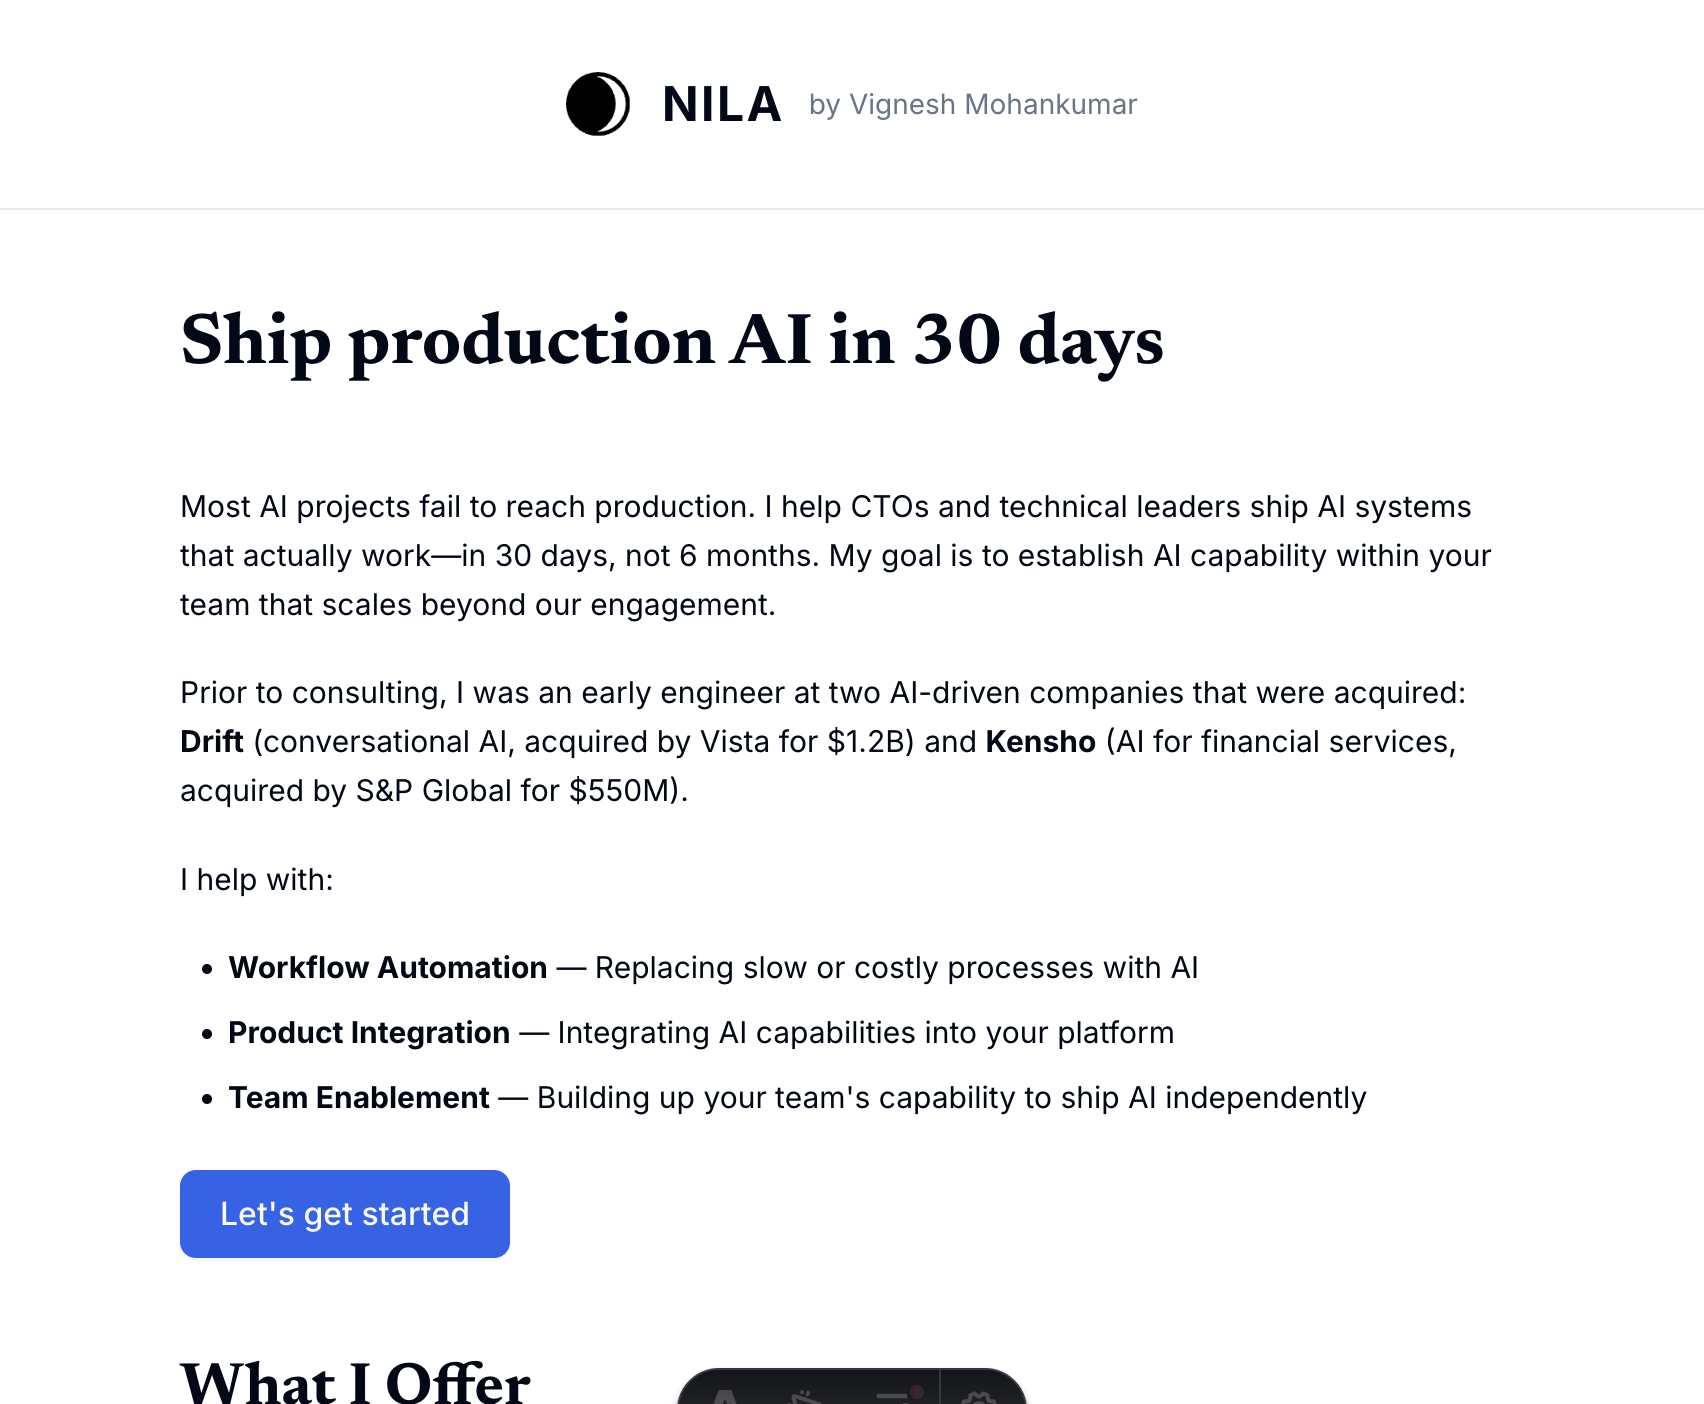 NILA by Vignesh Mohankumar
Ship production AI in 30 days
Most AI projects fail to reach production. I help CTOs and technical leaders ship AI systems
that actually work—in 30 days, not 6 months. My goal is to establish AI capability within your
team that scales beyond our engagement.
Prior to consulting, I was an early engineer at two AI-driven companies that were acquired:
Drift (conversational AI, acquired by Vista for $1.2B) and Kensho (AI for financial services,
acquired by S&P Global for $550M).
I help with:
• Workflow Automation — Replacing slow or costly processes with AI
• Product Integration — Integrating AI capabilities into your platform
• Team Enablement — Building up your team's capability to ship AI independently
Let's get started
What I Offer